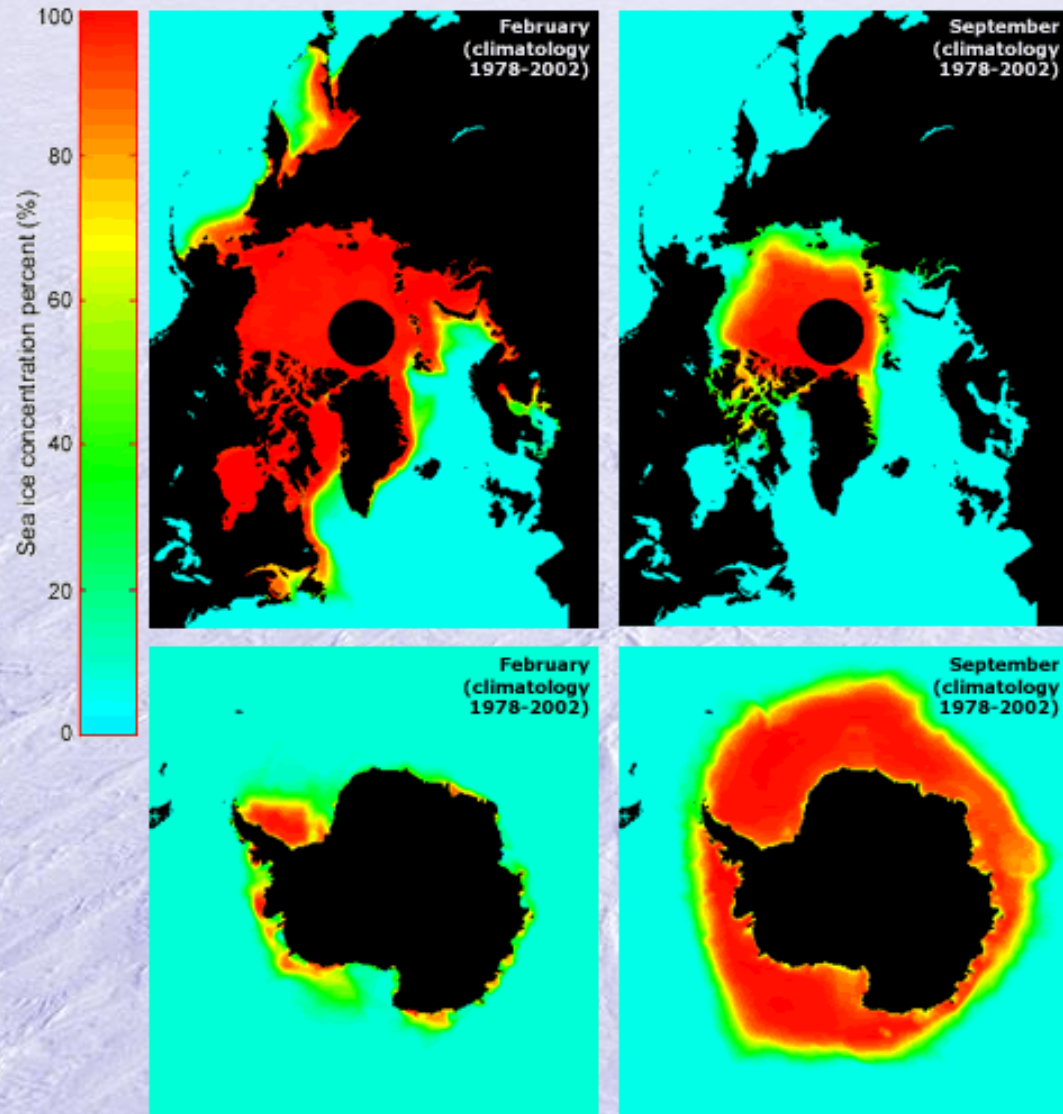 100
80
60
40
20
0
Sea ice concentration percent (%)
February
(climatology
1978-2002)
September
(climatology
1978-2002)
February
(climatology
1978-2002)
September
(climatology
1978-2002)